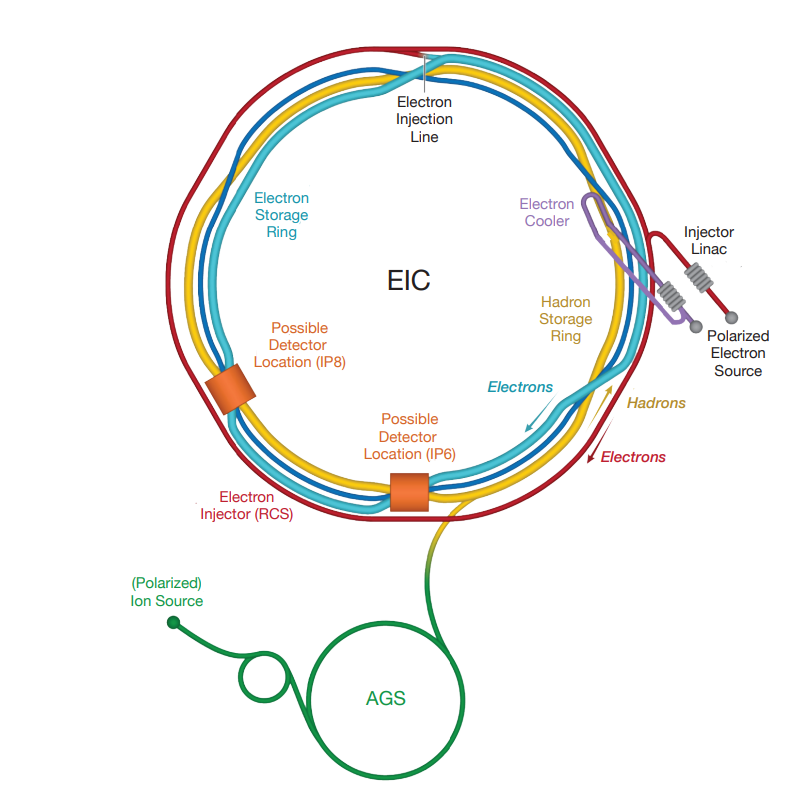 Electron
Injection
Line
Electron
Storage
Ring
Electron
Cooler
Injector
Linac
EIC
Hadron
Storage
Ring
Possible
Detector
Location (IP8)
Polarized
Electron
Source
Electrons
Hadrons
Possible
Detector
Location (IP6)
Electrons
Electron
Injector (RCS)
(Polarized)
Ion Source
AGS